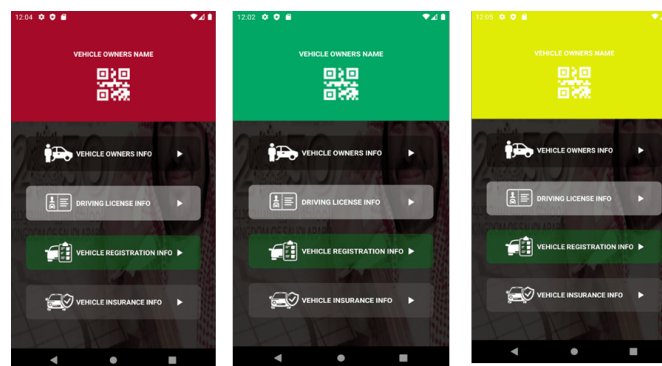 12:04
VEHICLE OWNERS NAME
VEHICLE OWNERS INFO
DRIVING LICENSE INFO
VEHICLE REGISTRATION INFO
VEHICLE INSURANCE INFO
12:02
VEHICLE OWNERS NAME
VEHICLE OWNERS INFO
DRIVING LICENSE INFO
VEHICLE REGISTRATION INFO
VEHICLE INSURANCE INFO
VEHICLE OWNERS NAME
VEHICLE OWNERS INFO
DRIVING LICENSE INFO
VEHICLE REGISTRATION INFO
VEHICLE INSURANCE INFO